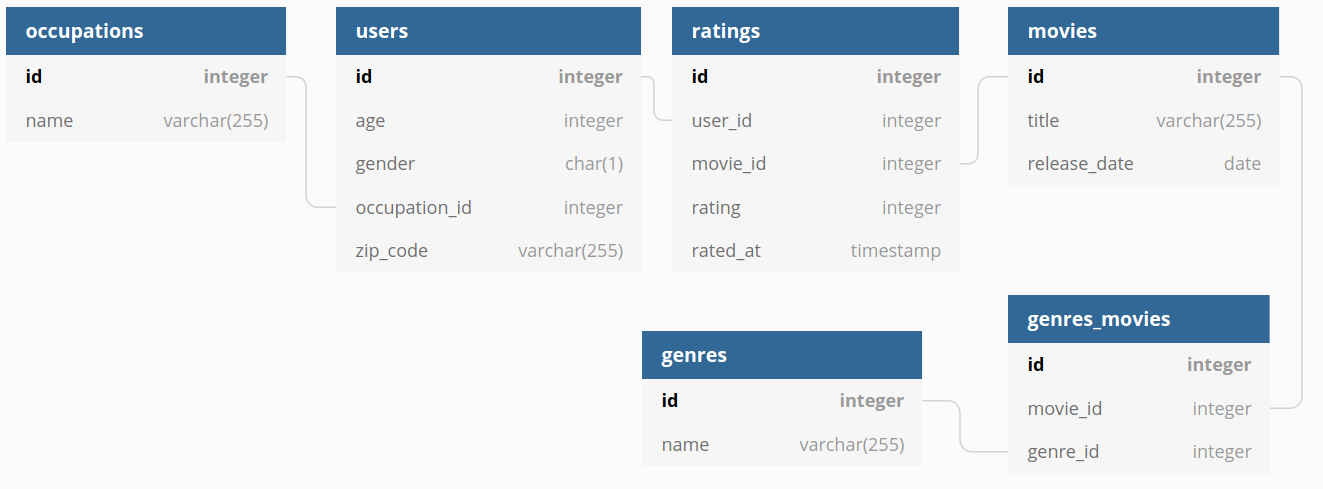 occupations
id integer
name varchar(255)
users
id integer
age integer
gender char(1)
occupation_id integer
zip_code varchar(255)
ratings
id integer
user_id integer
movie_id integer
rating integer
rated_at timestamp
movies
id integer
title varchar(255)
release_date date
genres
id integer
name varchar(255)
genres_movies
id integer
movie_id integer
genre_id integer